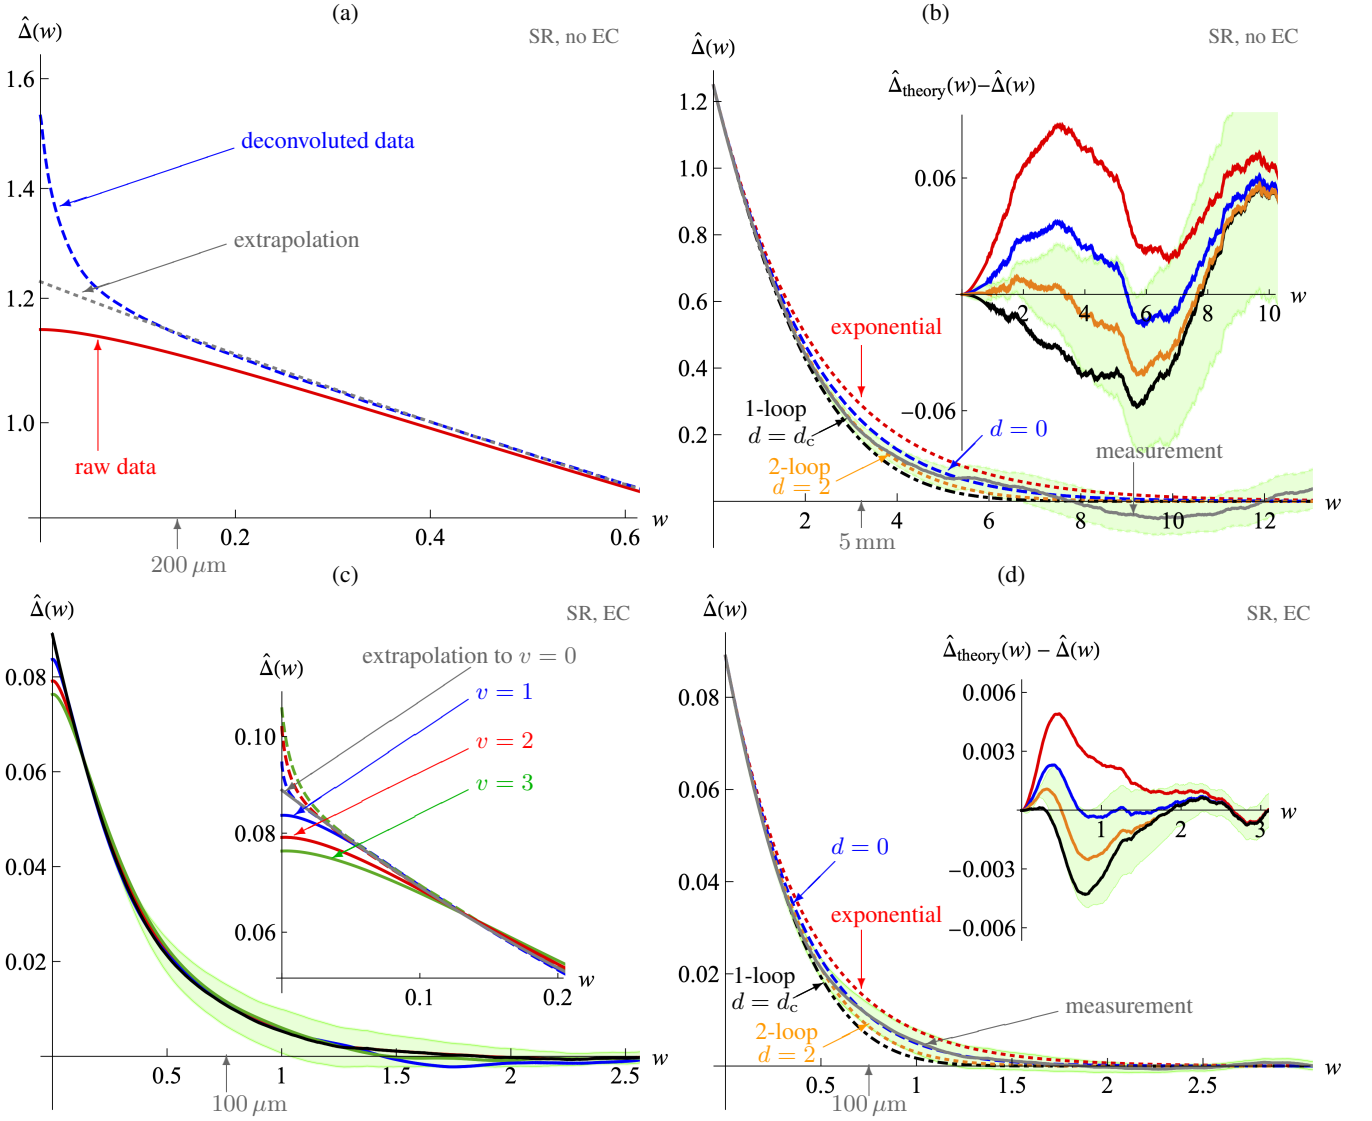 (a)
Δ̂(w)
SR, no EC
1.6
1.4
1.2
1.0
deconvoluted data
extrapolation
raw data
0.2
0.4
0.6
w
200 μm
(b)
Δ̂(w)
SR, no EC
1.2
1.0
0.8
0.6
0.4
0.2
Δ̂theory(w)−Δ̂(w)
0.06
−0.06
2
4
6
8
10
w
exponential
1-loop
d = dc
2-loop
d = 2
d = 0
measurement
2
4
6
8
10
12
w
5 mm
(c)
Δ̂(w)
SR, EC
0.08
0.06
0.04
0.02
extrapolation to v = 0
Δ̂(w)
v = 1
v = 2
v = 3
0.10
0.08
0.06
0.1
0.2
w
0.5
1
1.5
2
2.5
w
100 μm
(d)
Δ̂(w)
SR, EC
0.08
0.06
0.04
0.02
Δ̂theory(w) − Δ̂(w)
0.006
0.003
−0.003
−0.006
1
2
3
w
d = 0
exponential
1-loop
d = dc
2-loop
d = 2
measurement
0.5
1
1.5
2
2.5
w
100 μm